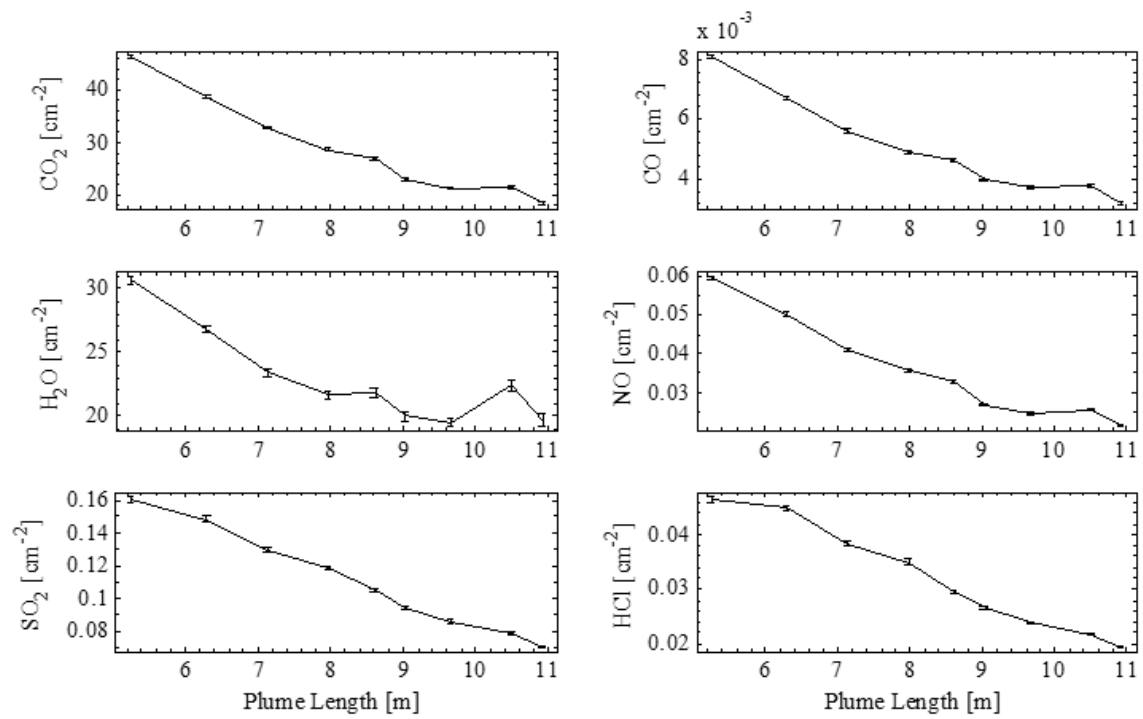 x 10⁻³
CO₂ [cm⁻²]
40
30
20
6 7 8 9 10 11
CO [cm⁻²]
8
6
4
6 7 8 9 10 11
H₂O [cm⁻²]
30
25
20
6 7 8 9 10 11
NO [cm⁻²]
0.06
0.05
0.04
0.03
6 7 8 9 10 11
SO₂ [cm⁻²]
0.16
0.14
0.12
0.1
0.08
6 7 8 9 10 11
Plume Length [m]
HCl [cm⁻²]
0.04
0.03
0.02
6 7 8 9 10 11
Plume Length [m]